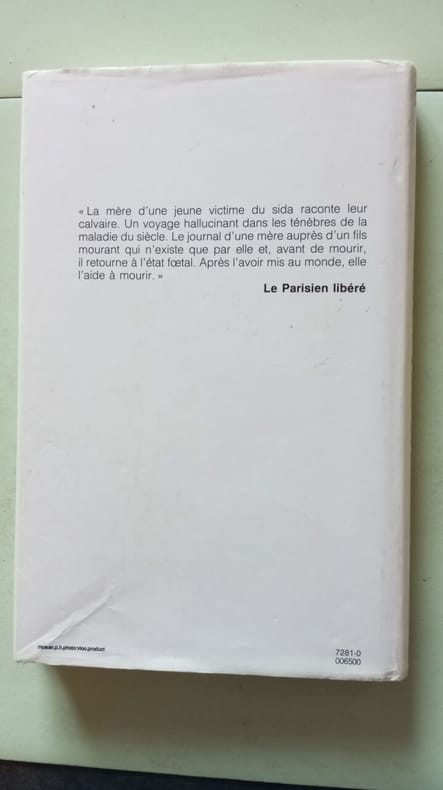 « La mère d'une jeune victime du sida raconte leur
calvaire. Un voyage hallucinant dans les ténèbres de la
maladie du siècle. Le journal d'une mère auprès d'un fils
mourant qui n'existe que par elle et, avant de mourir,
il retourne à l'état fœtal. Après l'avoir mis au monde, elle
l'aide à mourir. »
Le Parisien libéré
7281-0
006500